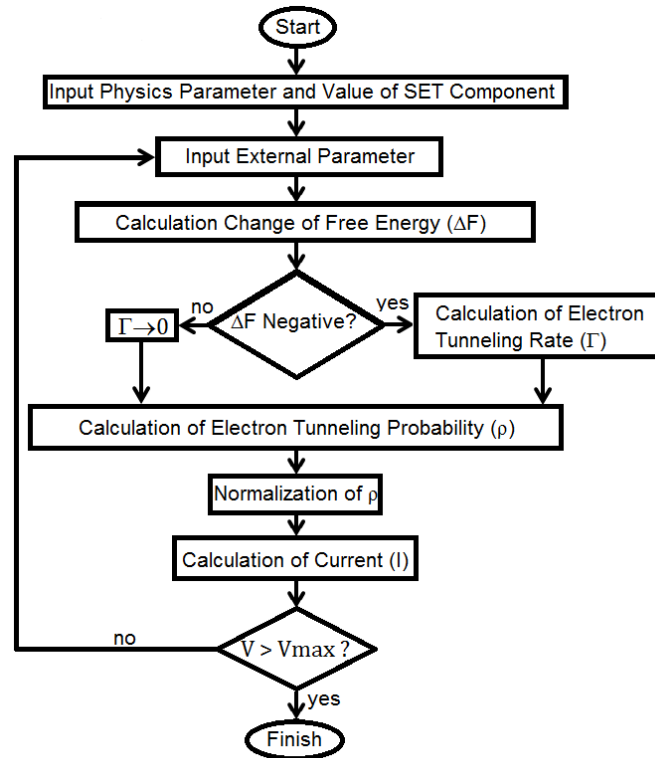 Start
Input Physics Parameter and Value of SET Component
Input External Parameter
Calculation Change of Free Energy (ΔF)
no
ΔF Negative?
yes
Γ→0
Calculation of Electron
Tunneling Rate (Γ)
Calculation of Electron Tunneling Probability (ρ)
Normalization of ρ
Calculation of Current (I)
no
V > Vmax ?
yes
Finish